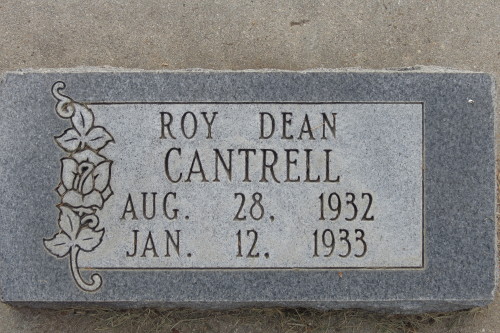 ROY DEAN
CANTRELL
AUG. 28, 1932
JAN. 12, 1933